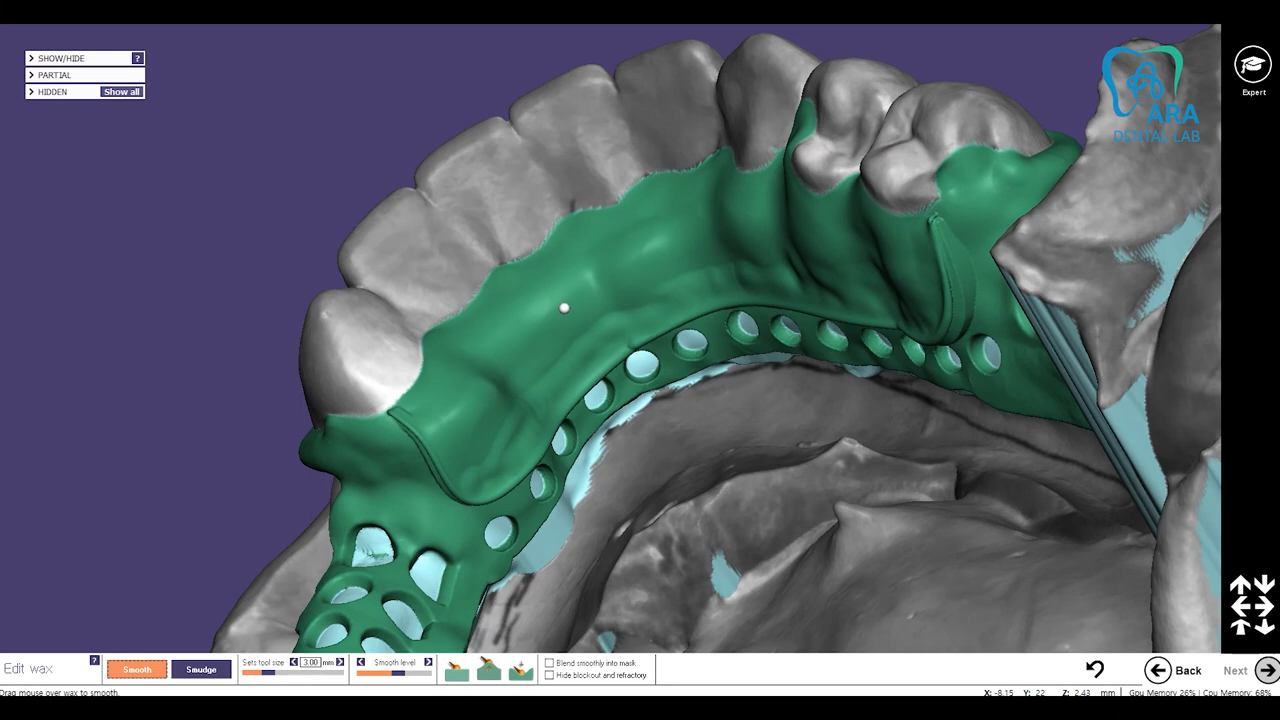 SHOW/HIDE ?
PARTIAL
HIDDEN Show all
ARA
DENTAL LAB
Expert
Edit wax ?
Smooth
Smudge
Sets tool size 3.00 mm
Smooth level
Blend smoothly into mask
Hide blockout and refractory
Back
Next
Drag mouse over wax to smooth.
X: -8.15 Y: 22 Z: 2.43 mm Gpu Memory 26% | Cpu Memory: 68%